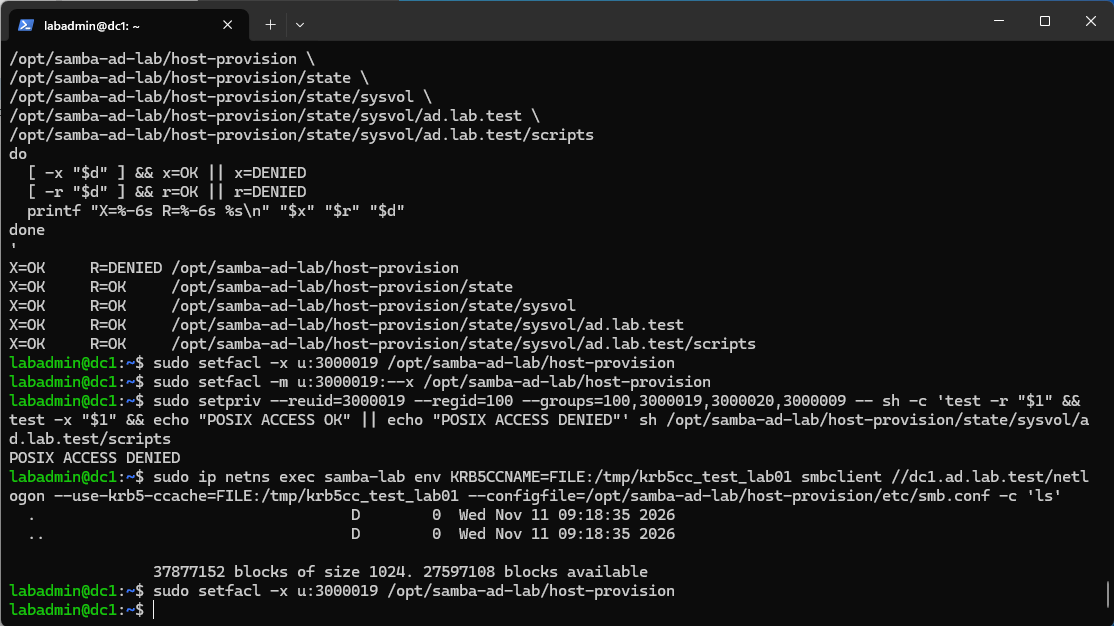 labadmin@dc1: ~
/opt/samba-ad-lab/host-provision \
/opt/samba-ad-lab/host-provision/state \
/opt/samba-ad-lab/host-provision/state/sysvol \
/opt/samba-ad-lab/host-provision/state/sysvol/ad.lab.test \
/opt/samba-ad-lab/host-provision/state/sysvol/ad.lab.test/scripts
do
  [ -x "$d" ] && x=OK || x=DENIED
  [ -r "$d" ] && r=OK || r=DENIED
  printf "X=%-6s R=%-6s %s\n" "$x" "$r" "$d"
done
'
X=OK     R=DENIED /opt/samba-ad-lab/host-provision
X=OK     R=OK     /opt/samba-ad-lab/host-provision/state
X=OK     R=OK     /opt/samba-ad-lab/host-provision/state/sysvol
X=OK     R=OK     /opt/samba-ad-lab/host-provision/state/sysvol/ad.lab.test
X=OK     R=OK     /opt/samba-ad-lab/host-provision/state/sysvol/ad.lab.test/scripts
labadmin@dc1:~$ sudo setfacl -x u:3000019 /opt/samba-ad-lab/host-provision
labadmin@dc1:~$ sudo setfacl -m u:3000019:--x /opt/samba-ad-lab/host-provision
labadmin@dc1:~$ sudo setpriv --reuid=3000019 --regid=100 --groups=100,3000019,3000020,3000009 -- sh -c 'test -r "$1" &&
test -x "$1" && echo "POSIX ACCESS OK" || echo "POSIX ACCESS DENIED"' sh /opt/samba-ad-lab/host-provision/state/sysvol/a
d.lab.test/scripts
POSIX ACCESS DENIED
labadmin@dc1:~$ sudo ip netns exec samba-lab env KRB5CCNAME=FILE:/tmp/krb5cc_test_lab01 smbclient //dc1.ad.lab.test/netl
ogon --use-krb5-ccache=FILE:/tmp/krb5cc_test_lab01 --configfile=/opt/samba-ad-lab/host-provision/etc/smb.conf -c 'ls'
  .                                   D        0  Wed Nov 11 09:18:35 2026
  ..                                  D        0  Wed Nov 11 09:18:35 2026
                37877152 blocks of size 1024. 27597108 blocks available
labadmin@dc1:~$ sudo setfacl -x u:3000019 /opt/samba-ad-lab/host-provision
labadmin@dc1:~$